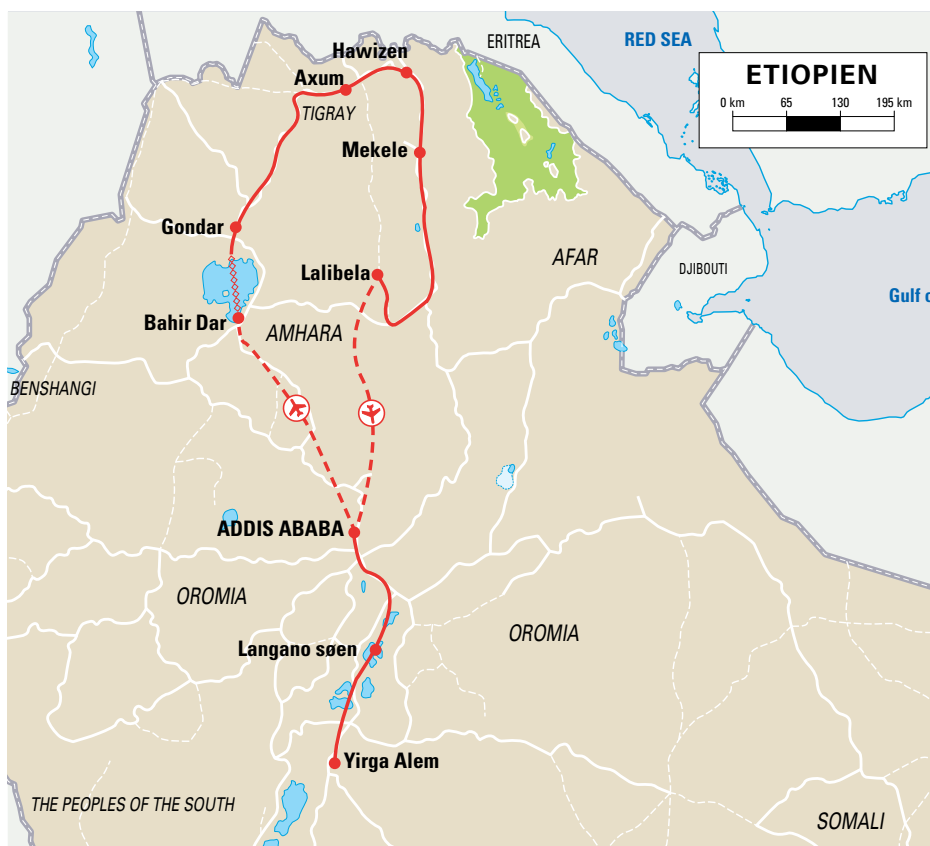 ERITREA
RED SEA
ETIOPIEN
0 km 65 130 195 km
Hawizen
Axum
TIGRAY
Mekele
Gondar
Lalibela
AFAR
DJIBOUTI
Gulf o
Bahir Dar
AMHARA
BENSHANGI
ADDIS ABABA
OROMIA
OROMIA
Langano søen
Yirga Alem
THE PEOPLES OF THE SOUTH
SOMALI